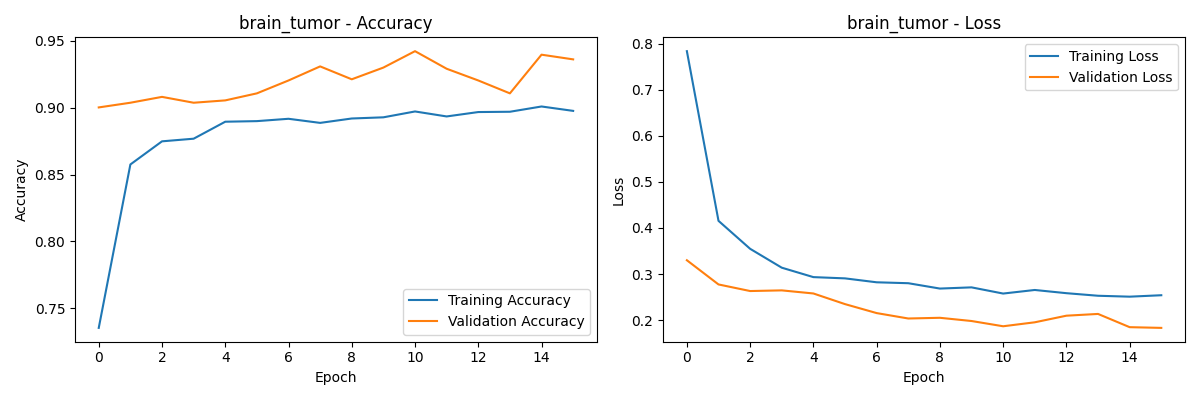 brain_tumor - Accuracy
0.95
0.90
0.85
0.80
0.75
Accuracy
Training Accuracy
Validation Accuracy
0 2 4 6 8 10 12 14
Epoch
brain_tumor - Loss
0.8
0.7
0.6
0.5
0.4
0.3
0.2
Loss
Training Loss
Validation Loss
0 2 4 6 8 10 12 14
Epoch